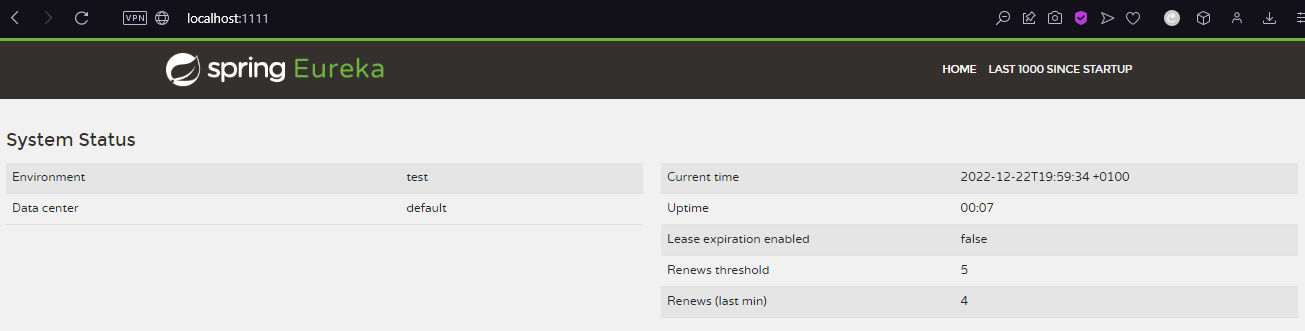 VPN localhost:1111
spring Eureka HOME LAST 1000 SINCE STARTUP
System Status
Environment test
Data center default
Current time 2022-12-22T19:59:34 +0100
Uptime 00:07
Lease expiration enabled false
Renews threshold 5
Renews (last min) 4